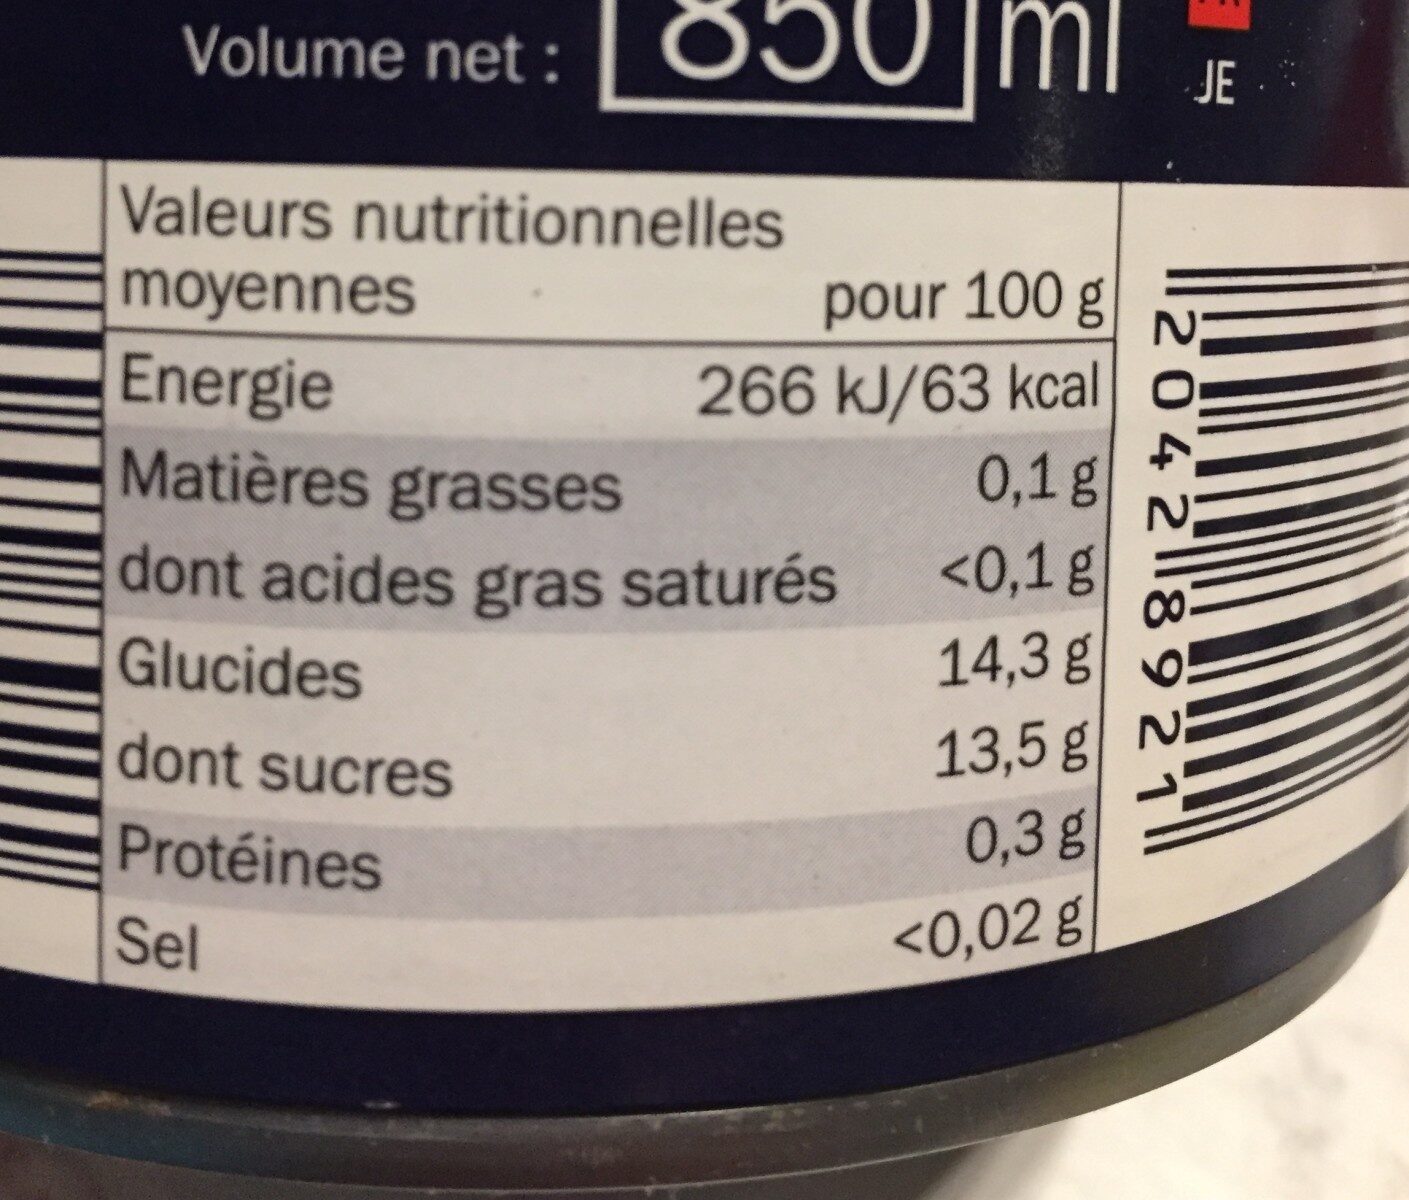 Volume net : 850 ml
JE
Valeurs nutritionnelles
moyennes pour 100 g
Energie 266 kJ/63 kcal
Matières grasses 0,1 g
dont acides gras saturés <0,1 g
Glucides 14,3 g
dont sucres 13,5 g
Protéines 0,3 g
Sel <0,02 g
20428921